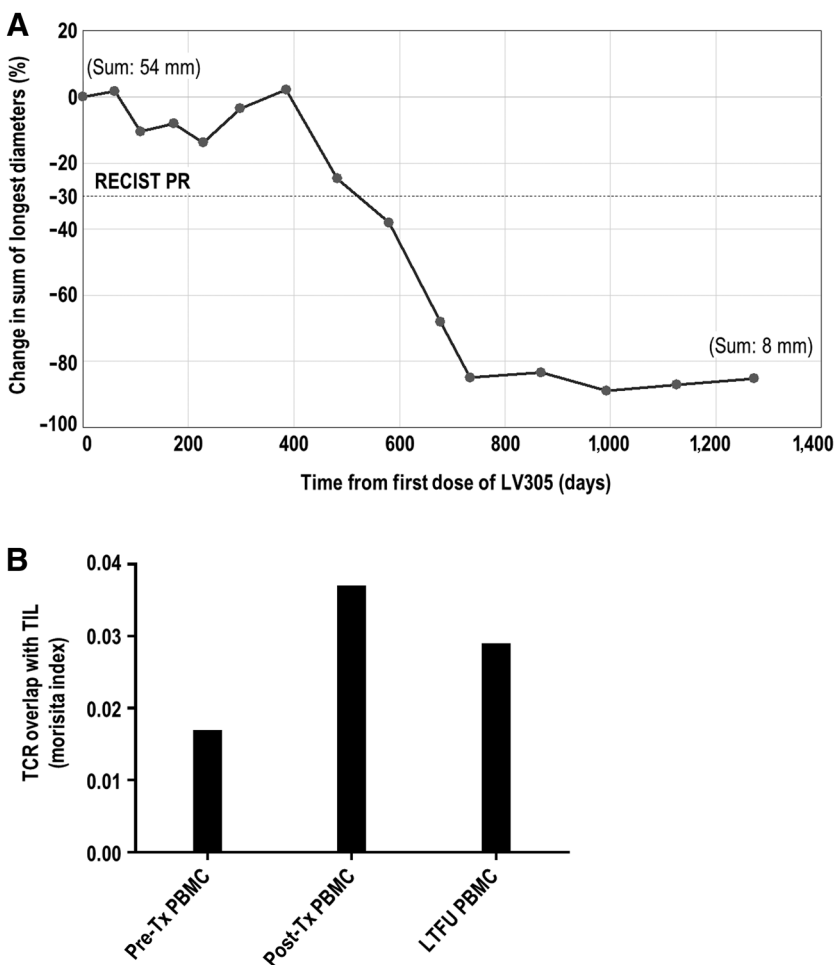 A
Change in sum of longest diameters (%)
20
0
−20
−30
−40
−60
−80
−100
(Sum: 54 mm)
RECIST PR
(Sum: 8 mm)
0 200 400 600 800 1,000 1,200 1,400
Time from first dose of LV305 (days)
B
TCR overlap with TIL
(morisita index)
0.04
0.03
0.02
0.01
0.00
Pre-Tx PBMC
Post-Tx PBMC
LTFU PBMC